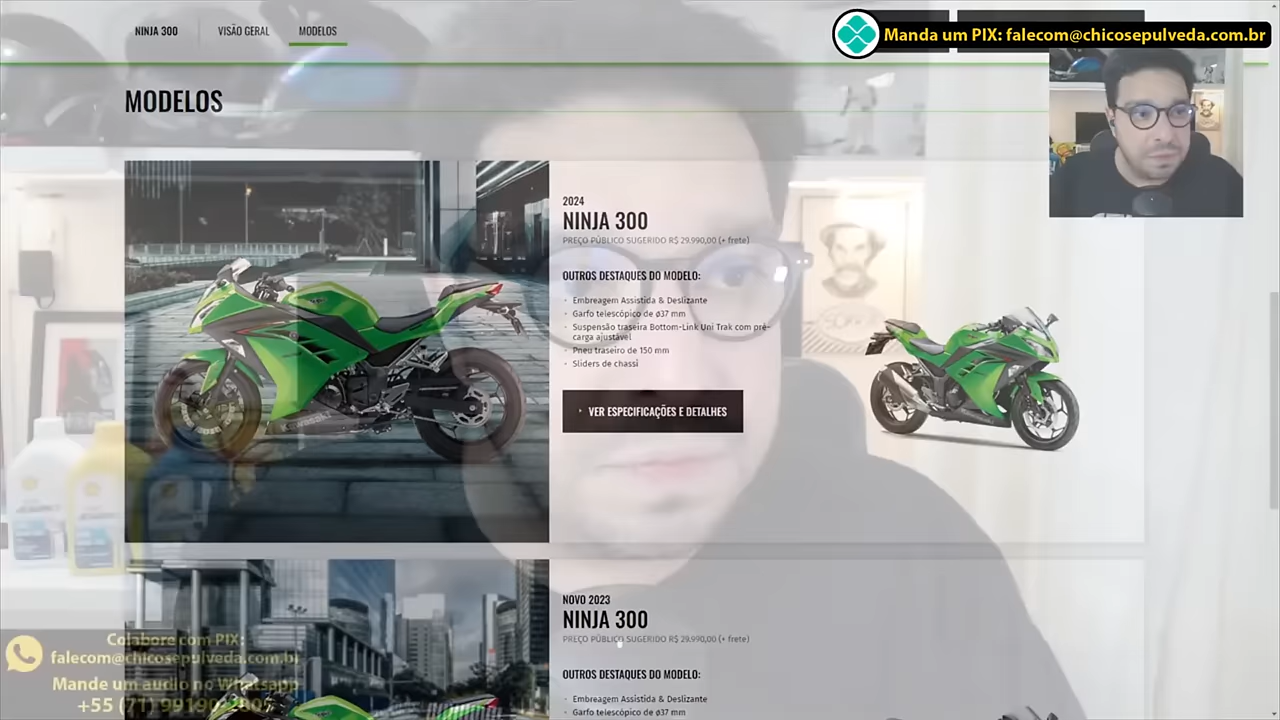 NINJA 300
VISÃO GERAL
MODELOS
Manda um PIX: falecom@chicosepulveda.com.br
MODELOS
2024
NINJA 300
PREÇO PÚBLICO SUGERIDO R$ 29.990,00 (+ frete)
OUTROS DESTAQUES DO MODELO:
Embreagem Assistida & Deslizante
Garfo telescópico de ø37 mm
Suspensão traseira Bottom-Link Uni Trak com pré-
carga ajustável
Pneu traseiro de 150 mm
Sliders de chassi
VER ESPECIFICAÇÕES E DETALHES
NOVO 2023
NINJA 300
PREÇO PÚBLICO SUGERIDO R$ 29.990,00 (+ frete)
OUTROS DESTAQUES DO MODELO:
Embreagem Assistida & Deslizante
Garfo telescópico de ø37 mm
Colabore com PIX:
falecom@chicosepulveda.com.br
Mande um audio no Whatsapp
+55 (71)